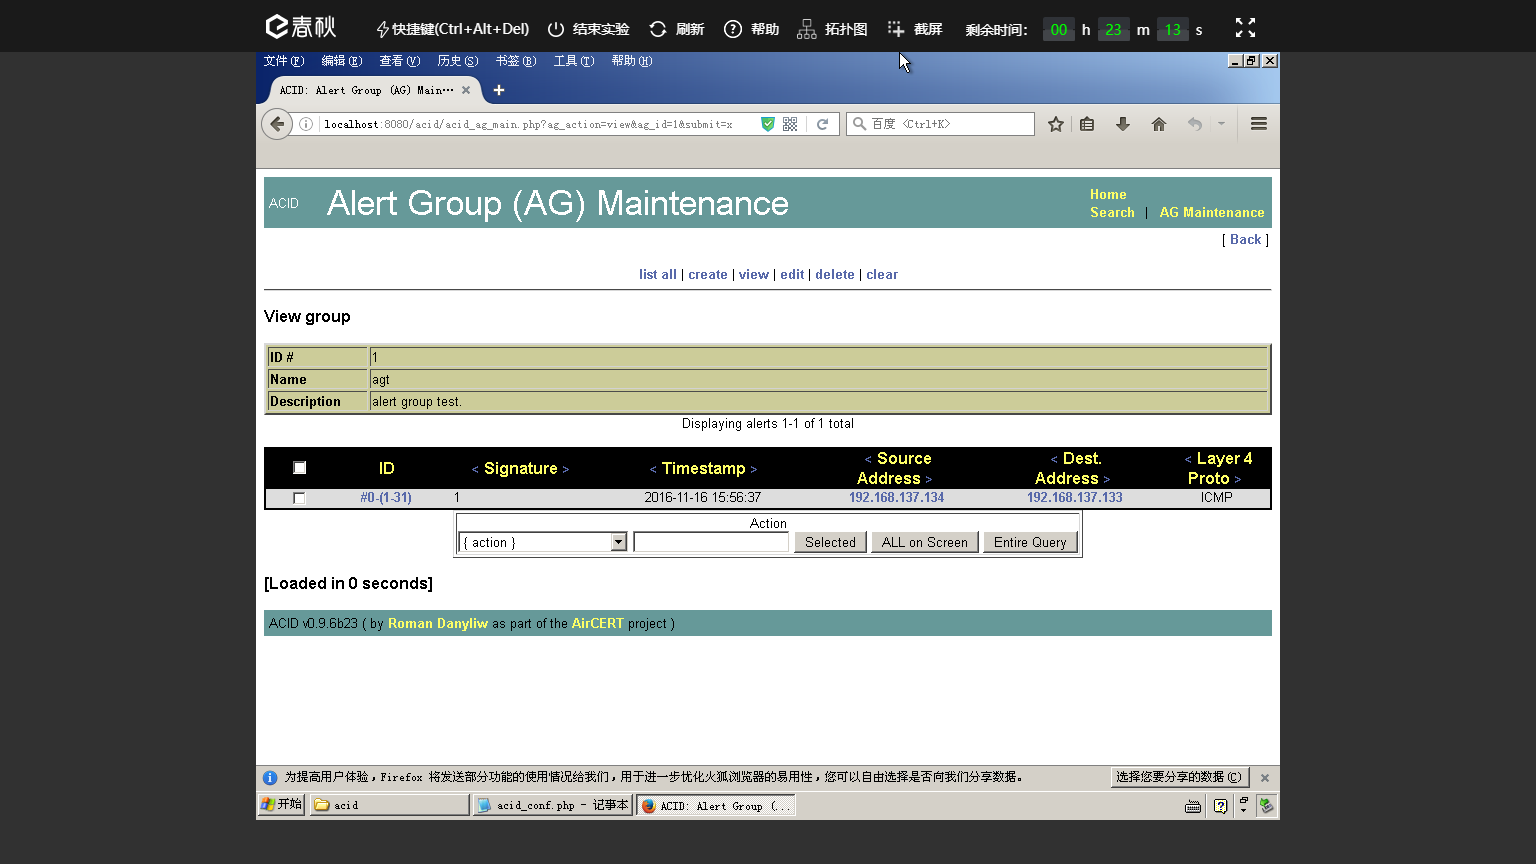 春秋 快捷键(Ctrl+Alt+Del) 结束实验 刷新 帮助 拓扑图 截屏 剩余时间: 00 h 23 m 13 s
文件(F) 编辑(E) 查看(V) 历史(S) 书签(B) 工具(T) 帮助(H)
ACID: Alert Group (AG) Main···
localhost:8080/acid/acid_ag_main.php?ag_action=view&ag_id=1&submit=x 百度 <Ctrl+K>
ACID Alert Group (AG) Maintenance
Home
Search | AG Maintenance
[ Back ]
list all | create | view | edit | delete | clear
View group
ID # 1
Name agt
Description alert group test.
Displaying alerts 1-1 of 1 total
ID < Signature > < Timestamp > < Source Address > < Dest. Address > < Layer 4 Proto >
#0-(1-31) 1 2016-11-16 15:56:37 192.168.137.134 192.168.137.133 ICMP
Action
{ action } Selected ALL on Screen Entire Query
[Loaded in 0 seconds]
ACID v0.9.6b23 ( by Roman Danyliw as part of the AirCERT project )
为提高用户体验，Firefox 将发送部分功能的使用情况给我们，用于进一步优化火狐浏览器的易用性，您可以自由选择是否向我们分享数据。 选择您要分享的数据(C)
开始 acid acid_conf.php - 记事本 ACID: Alert Group (...